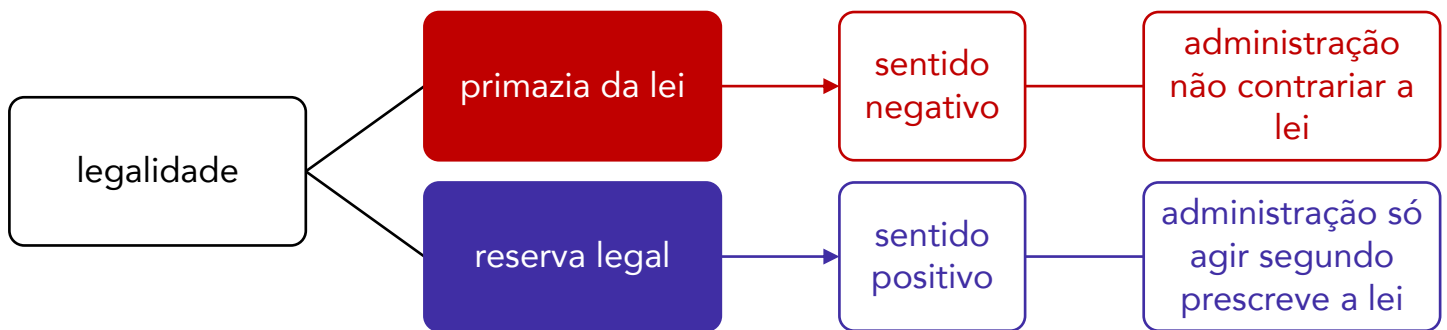 legalidade
primazia da lei
sentido
negativo
administração
não contrariar a
lei
reserva legal
sentido
positivo
administração só
agir segundo
prescreve a lei